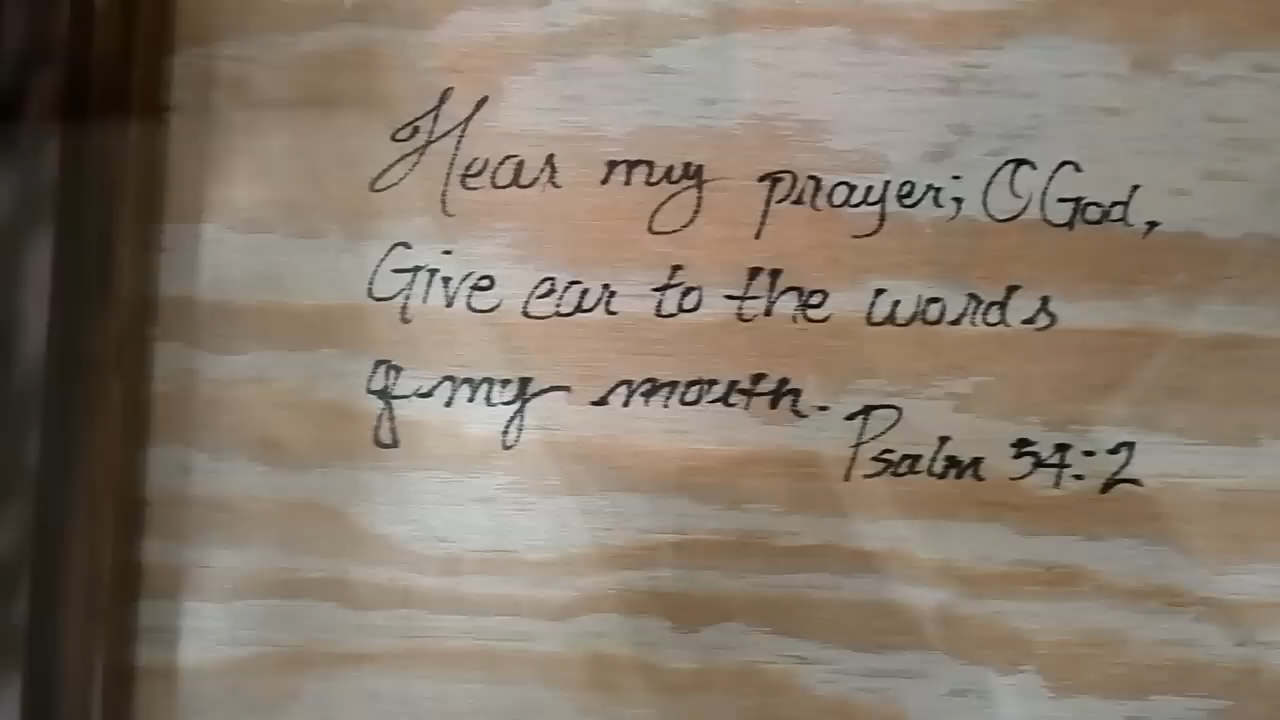 Hear my prayer; O God,
Give ear to the words
of my mouth.
Psalm 54:2